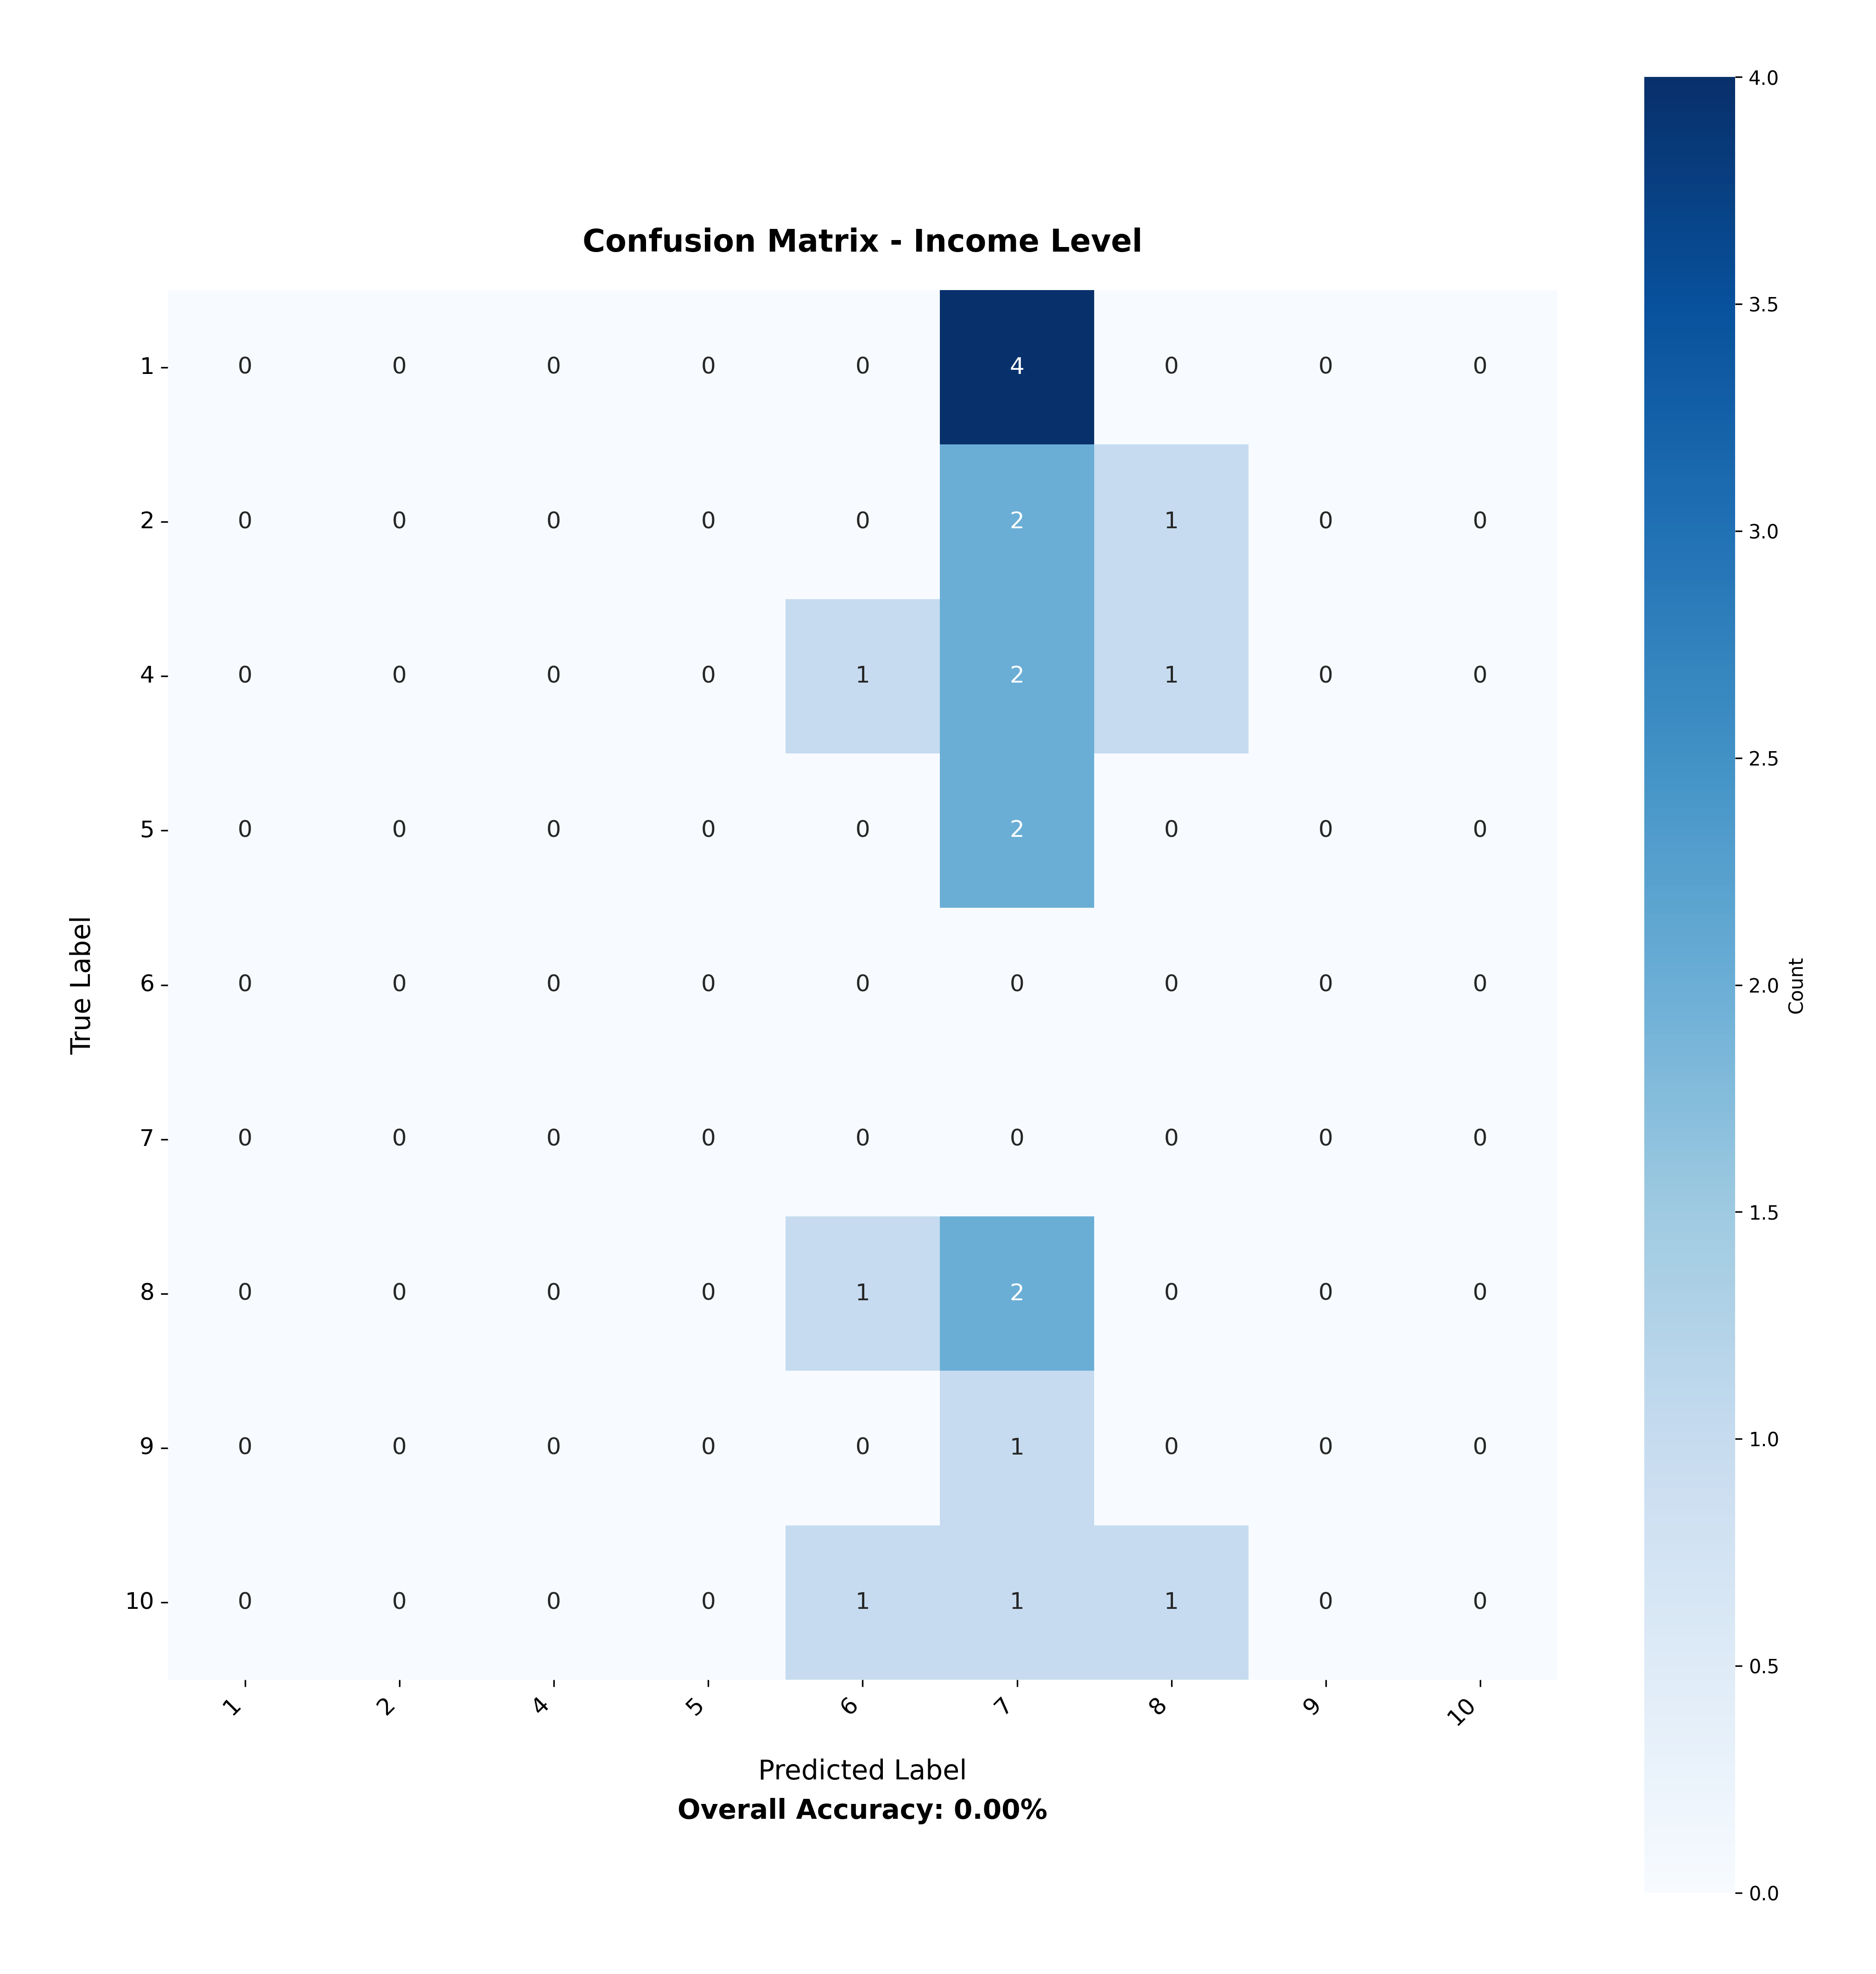 Confusion Matrix - Income Level
1 0 0 0 0 0 4 0 0 0
2 0 0 0 0 0 2 1 0 0
4 0 0 0 0 1 2 1 0 0
5 0 0 0 0 0 2 0 0 0
6 0 0 0 0 0 0 0 0 0
7 0 0 0 0 0 0 0 0 0
8 0 0 0 0 1 2 0 0 0
9 0 0 0 0 0 1 0 0 0
10 0 0 0 0 1 1 1 0 0
True Label
1 2 4 5 6 7 8 9 10
Predicted Label
Overall Accuracy: 0.00%
4.0
3.5
3.0
2.5
2.0
1.5
1.0
0.5
0.0
Count